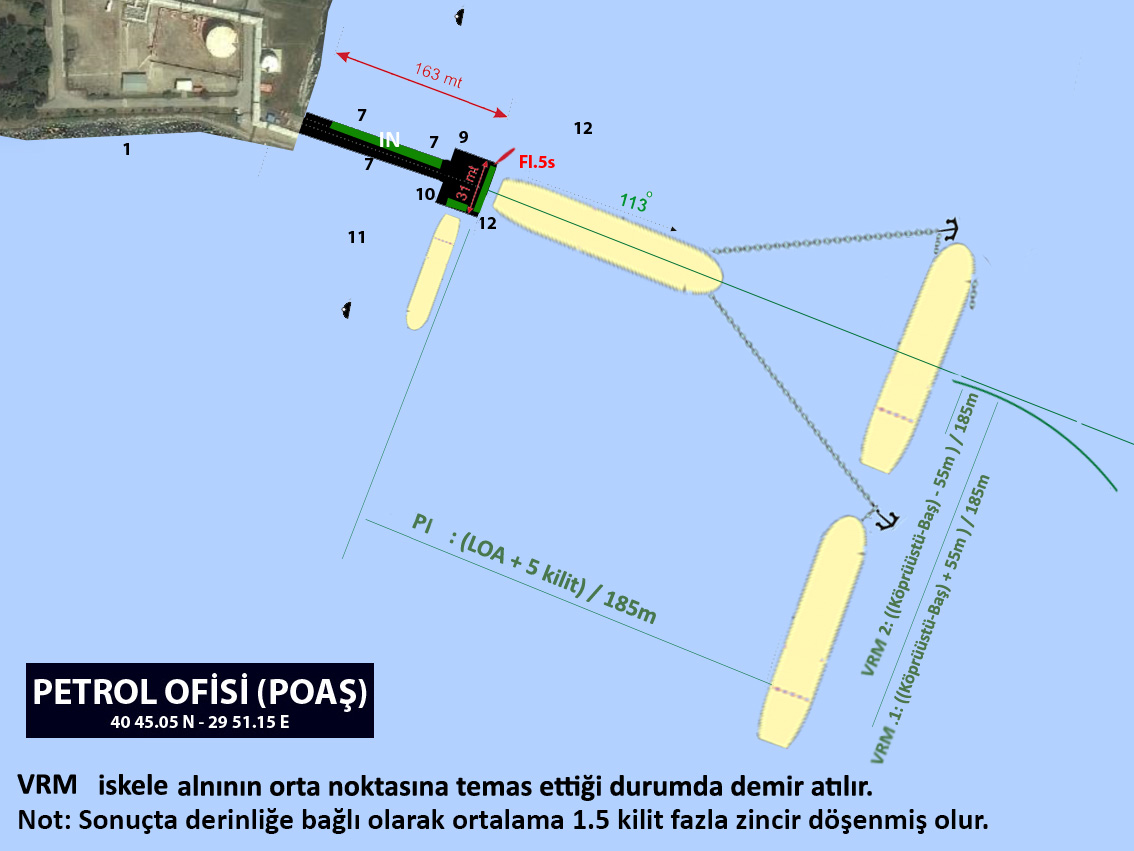 163 mt
7
IN
7
9
12
1
7
Fl.5s
31 mt
10
113°
12
11
PI : (LOA + 5 kilit) / 185m
VRM 2: ((Köprüüstü-Baş) - 55m ) / 185m
VRM .1: ((Köprüüstü-Baş) + 55m ) / 185m
PETROL OFİSİ (POAŞ)
40 45.05 N - 29 51.15 E
VRM iskele alnının orta noktasına temas ettiği durumda demir atılır.
Not: Sonuçta derinliğe bağlı olarak ortalama 1.5 kilit fazla zincir döşenmiş olur.